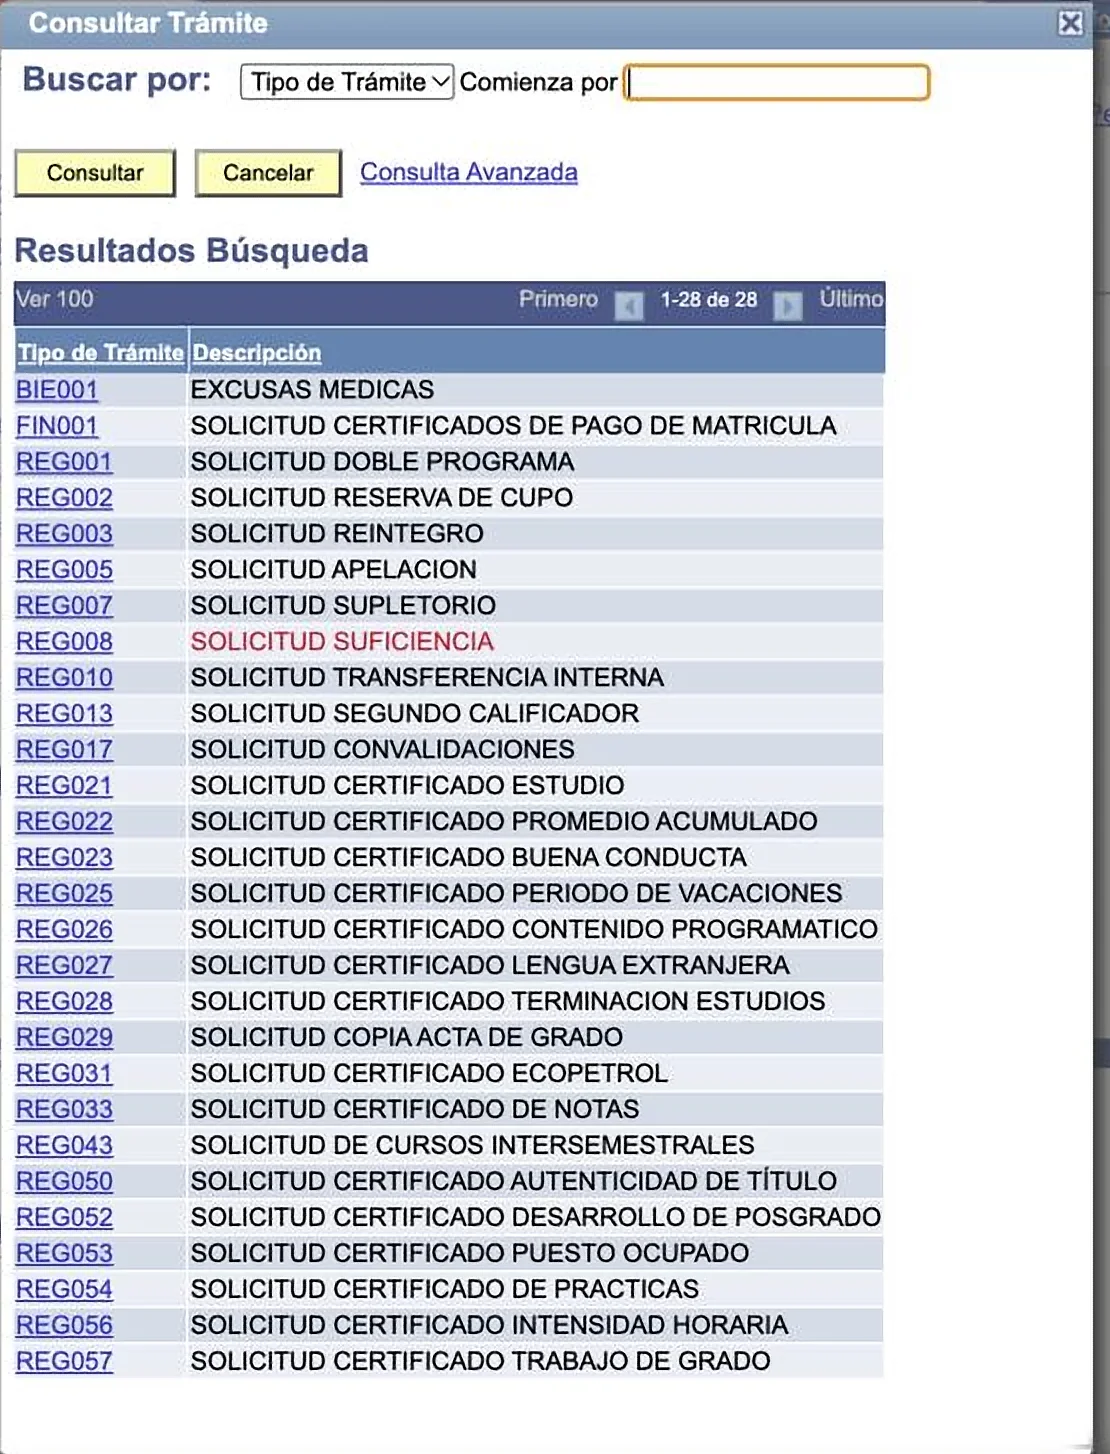 Consultar Trámite
Buscar por: Tipo de Trámite Comienza por
Consultar Cancelar Consulta Avanzada
Resultados Búsqueda
Ver 100 Primero 1-28 de 28 Último
Tipo de Trámite Descripción
BIE001 EXCUSAS MEDICAS
FIN001 SOLICITUD CERTIFICADOS DE PAGO DE MATRICULA
REG001 SOLICITUD DOBLE PROGRAMA
REG002 SOLICITUD RESERVA DE CUPO
REG003 SOLICITUD REINTEGRO
REG005 SOLICITUD APELACION
REG007 SOLICITUD SUPLETORIO
REG008 SOLICITUD SUFICIENCIA
REG010 SOLICITUD TRANSFERENCIA INTERNA
REG013 SOLICITUD SEGUNDO CALIFICADOR
REG017 SOLICITUD CONVALIDACIONES
REG021 SOLICITUD CERTIFICADO ESTUDIO
REG022 SOLICITUD CERTIFICADO PROMEDIO ACUMULADO
REG023 SOLICITUD CERTIFICADO BUENA CONDUCTA
REG025 SOLICITUD CERTIFICADO PERIODO DE VACACIONES
REG026 SOLICITUD CERTIFICADO CONTENIDO PROGRAMATICO
REG027 SOLICITUD CERTIFICADO LENGUA EXTRANJERA
REG028 SOLICITUD CERTIFICADO TERMINACION ESTUDIOS
REG029 SOLICITUD COPIA ACTA DE GRADO
REG031 SOLICITUD CERTIFICADO ECOPETROL
REG033 SOLICITUD CERTIFICADO DE NOTAS
REG043 SOLICITUD DE CURSOS INTERSEMESTRALES
REG050 SOLICITUD CERTIFICADO AUTENTICIDAD DE TÍTULO
REG052 SOLICITUD CERTIFICADO DESARROLLO DE POSGRADO
REG053 SOLICITUD CERTIFICADO PUESTO OCUPADO
REG054 SOLICITUD CERTIFICADO DE PRACTICAS
REG056 SOLICITUD CERTIFICADO INTENSIDAD HORARIA
REG057 SOLICITUD CERTIFICADO TRABAJO DE GRADO